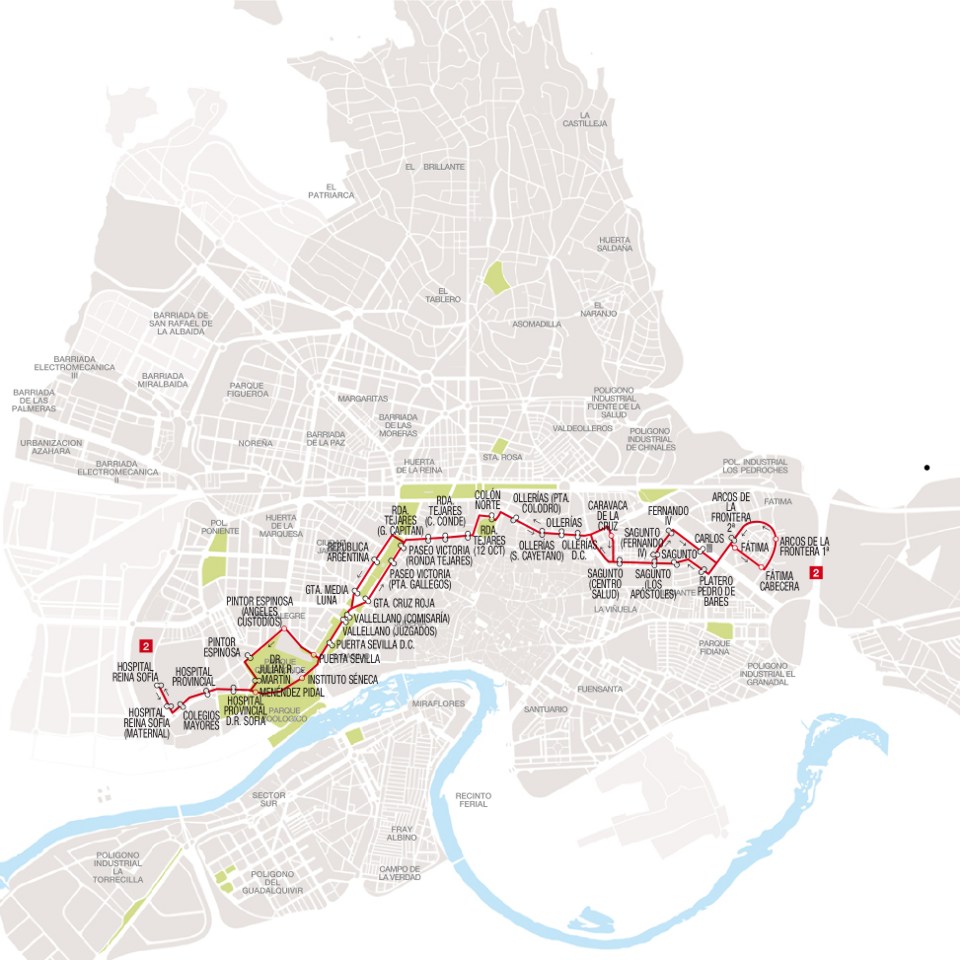 LA
CASTILLEJA
EL BRILLANTE
EL
PATRIARCA
HUERTA
SALDAÑA
EL
TABLERO
EL
NARANJO
BARRIADA DE
SAN RAFAEL DE
LA ALBAIDA
ASOMADILLA
BARRIADA
ELECTROMECANICA
III
BARRIADA
MIRALBAIDA
PARQUE
FIGUEROA
MARGARITAS
BARRIADA DE
DE LAS
PALMERAS
POLIGONO
INDUSTRIAL
FUENTE DE LA
SALUD
BARRIADA
DE LAS
MORERAS
VALDEOLLEROS
POLIGONO
INDUSTRIAL
DE CHINALES
URBANIZACION
AZAHARA
NOREÑA
BARRIADA
DE LA PAZ
STA. ROSA
BARRIADA
ELECTROMECANICA
II
HUERTA
DE LA REINA
POL. INDUSTRIAL
LOS PEDROCHES
FATIMA
POL.
PONIENTE
HUERTA
DE LA
MARQUESA
RDA.
TEJARES
(G. CAPITAN)
RDA.
TEJARES
(C. CONDE)
COLÓN
NORTE
OLLERÍAS (PTA.
COLODRO)
OLLERÍAS
CARAVACA
DE LA
CRUZ
FERNANDO
IV
ARCOS DE
LA
FRONTERA
2ª
RDA.
TEJARES
(12 OCT)
OLLERÍAS
(S. CAYETANO)
OLLERÍAS
D.C.
SAGUNTO
(FERNANDO
IV)
SAGUNTO
CARLOS
III
FÁTIMA
ARCOS DE LA
FRONTERA 1ª
REPÚBLICA
ARGENTINA
PASEO VICTORIA
(RONDA TEJARES)
PASEO VICTORIA
(PTA. GALLEGOS)
SAGUNTO
(CENTRO
SALUD)
SAGUNTO
(LOS
APÓSTOLES)
PLATERO
PEDRO DE
BARES
FÁTIMA
CABECERA
2
GTA. MEDIA
LUNA
GTA. CRUZ ROJA
LA VIÑUELA
PINTOR ESPINOSA
(ÁNGELES
CUSTODIOS)
VALLELLANO (COMISARÍA)
VALLELLANO (JUZGADOS)
PUERTA SEVILLA D.C.
PUERTA SEVILLA
PARQUE
FIDIANA
2
PINTOR
ESPINOSA
DR.
JULIÁN R.
MARTÍN
INSTITUTO SÉNECA
MENÉNDEZ PIDAL
POLIGONO
INDUSTRIAL EL
GRANADAL
HOSPITAL
REINA SOFÍA
HOSPITAL
PROVINCIAL
HOSPITAL
PROVINCIAL
D.R. SOFÍA
COLEGIOS
MAYORES
HOSPITAL
REINA SOFÍA
(MATERNAL)
PARQUE
ZOOLOGICO
FUENSANTA
MIRAFLORES
SANTUARIO
SECTOR
SUR
RECINTO
FERIAL
FRAY
ALBINO
POLIGONO
INDUSTRIAL
LA
TORRECILLA
POLIGONO
DEL
GUADALQUIVIR
CAMPO DE
LA VERDAD